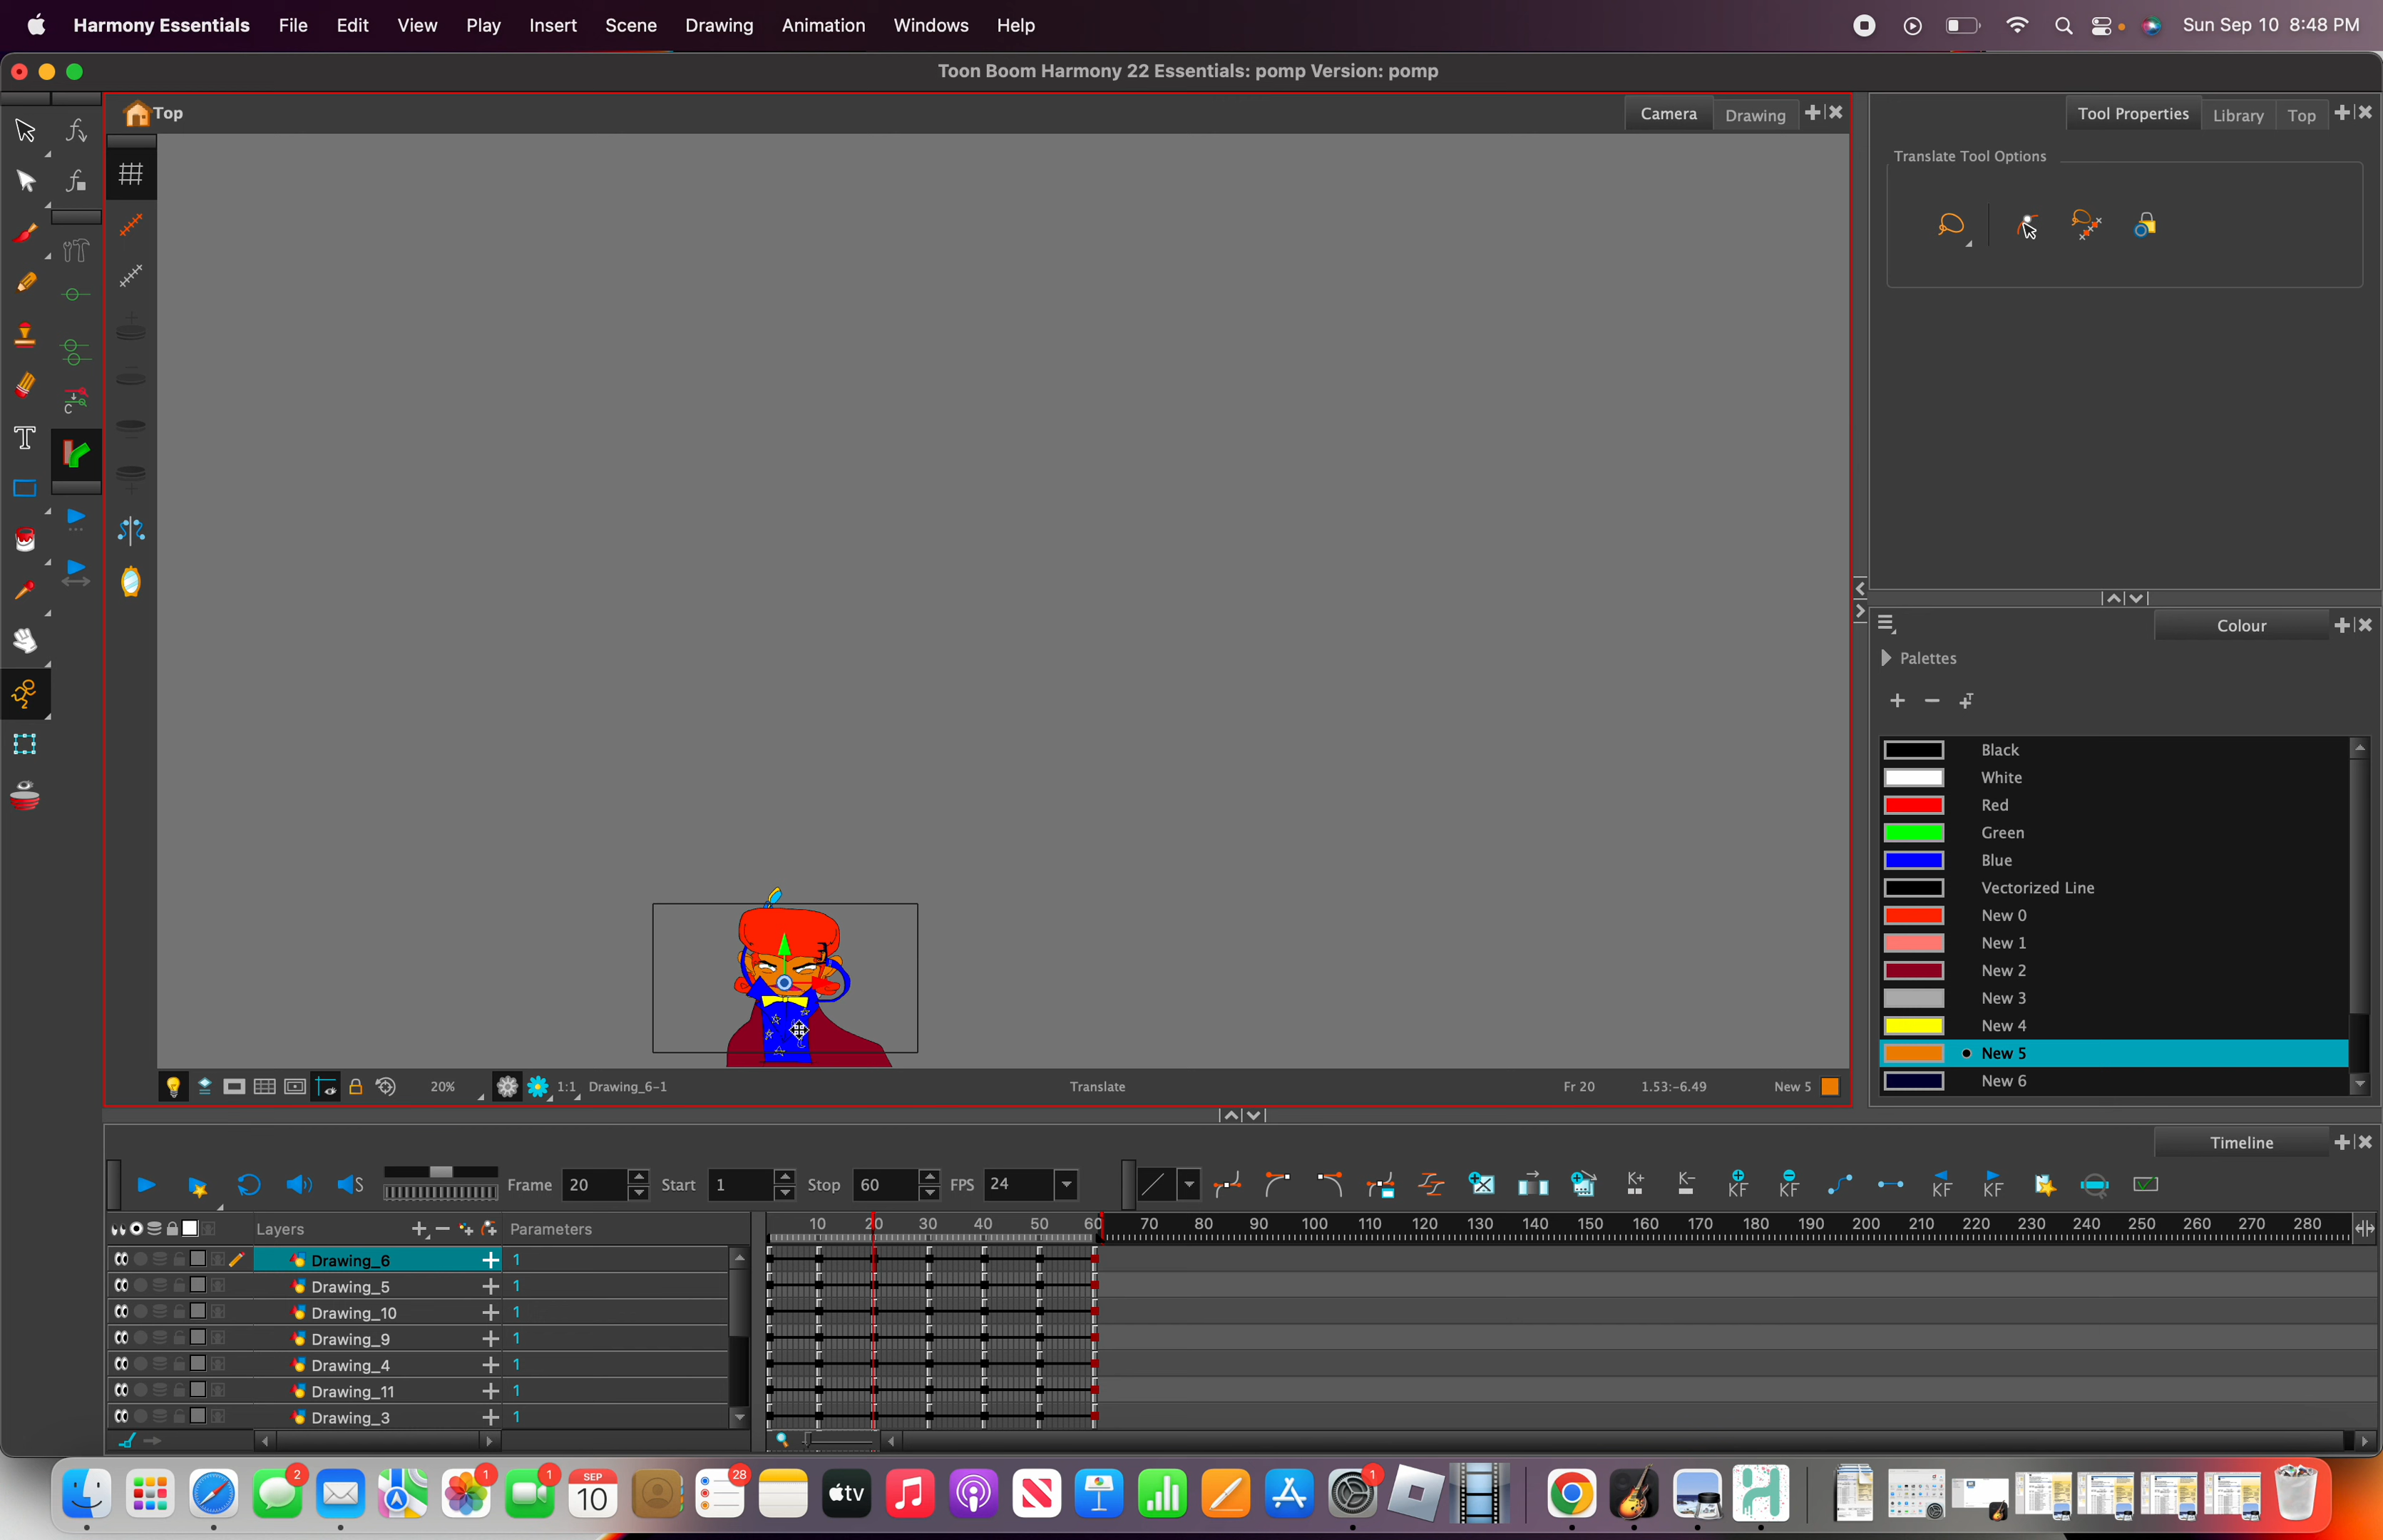 Harmony Essentials File Edit View Play Insert Scene Drawing Animation Windows Help Sun Sep 10 8:48 PM
Toon Boom Harmony 22 Essentials: pomp Version: pomp
Top Camera Drawing Tool Properties Library Top
Translate Tool Options
Colour
Palettes
Black
White
Red
Green
Blue
Vectorized Line
New 0
New 1
New 2
New 3
New 4
New 5
New 6
20% 1:1 Drawing_6-1 Translate Fr 20 1.53:-6.49 New 5
Timeline
Frame 20 Start 1 Stop 60 FPS 24
Layers Parameters 10 20 30 40 50 60 70 80 90 100 110 120 130 140 150 160 170 180 190 200 210 220 230 240 250 260 270 280
Drawing_6 1
Drawing_5 1
Drawing_10 1
Drawing_9 1
Drawing_4 1
Drawing_11 1
Drawing_3 1
2 1 1 SEP 10 28 tv 1